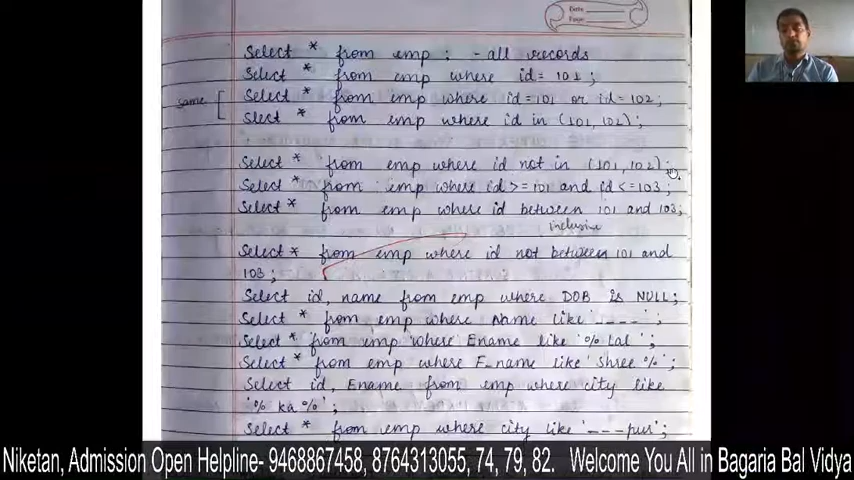 Date
Page
Select * from emp ; - all records
Select * from emp where id = 101 ;
same
Select * from emp where id = 101 or id = 102 ;
Slect * from emp where id in (101, 102) ;
Select * from emp where id not in (101, 102) ;
Select * from emp where id >= 101 and id <= 103 ;
Select * from emp where id between 101 and 103 ;
inclusive
Select * from emp where id not between 101 and
103 ;
Select id, name from emp where DOB is NULL ;
Select * from emp where Name like '_ _ _ _' ;
Select * from emp where Ename like '% Lal' ;
Select * from emp where E_name like 'Shree %' ;
Select id, Ename from emp where city like
'% ka %' ;
Select * from emp where city like '_ _ _ pur' ;
Niketan, Admission Open Helpline- 9468867458, 8764313055, 74, 79, 82. Welcome You All in Bagaria Bal Vidya